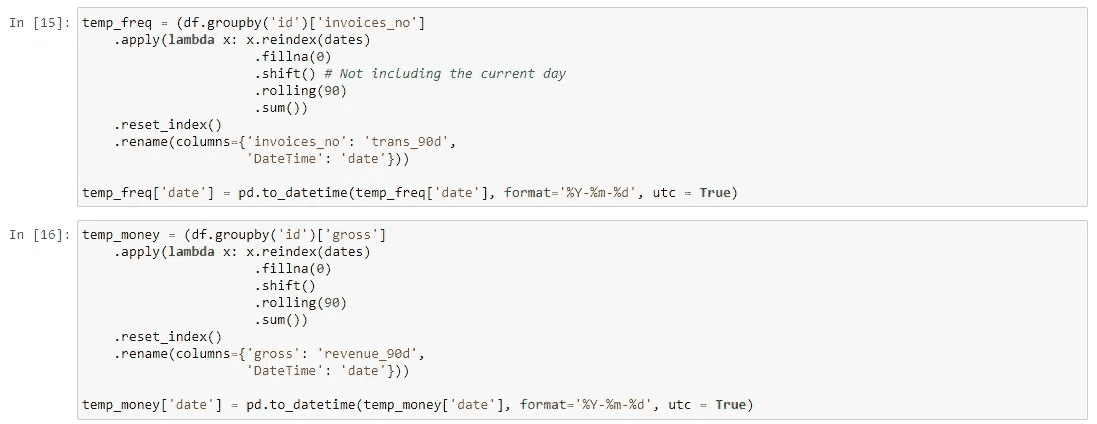 In [15]: temp_freq = (df.groupby('id')['invoices_no']
    .apply(lambda x: x.reindex(dates)
                      .fillna(0)
                      .shift() # Not including the current day
                      .rolling(90)
                      .sum())
    .reset_index()
    .rename(columns={'invoices_no': 'trans_90d',
                     'DateTime': 'date'}))
temp_freq['date'] = pd.to_datetime(temp_freq['date'], format='%Y-%m-%d', utc = True)
In [16]: temp_money = (df.groupby('id')['gross']
    .apply(lambda x: x.reindex(dates)
                      .fillna(0)
                      .shift()
                      .rolling(90)
                      .sum())
    .reset_index()
    .rename(columns={'gross': 'revenue_90d',
                     'DateTime': 'date'}))
temp_money['date'] = pd.to_datetime(temp_money['date'], format='%Y-%m-%d', utc = True)